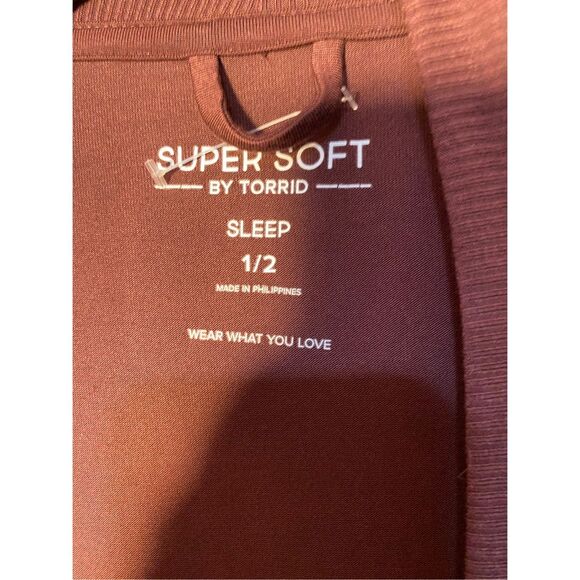 SUPER SOFT
BY TORRID
SLEEP
1/2
MADE IN PHILIPPINES
WEAR WHAT YOU LOVE